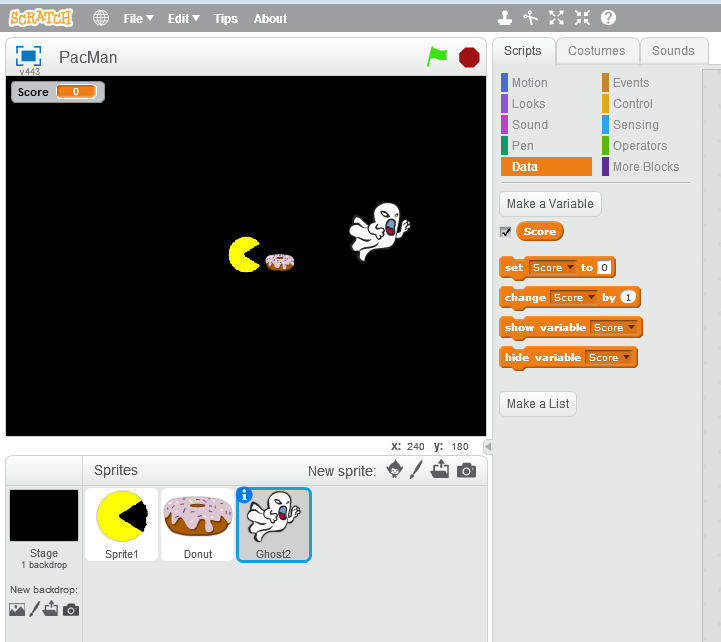 SCRATCH File Edit Tips About
PacMan
v443
Score 0
x: 240 y: 180
Sprites New sprite:
Stage
1 backdrop
New backdrop:
Sprite1
Donut
Ghost2
Scripts Costumes Sounds
Motion Events
Looks Control
Sound Sensing
Pen Operators
Data More Blocks
Make a Variable
Score
set Score to 0
change Score by 1
show variable Score
hide variable Score
Make a List